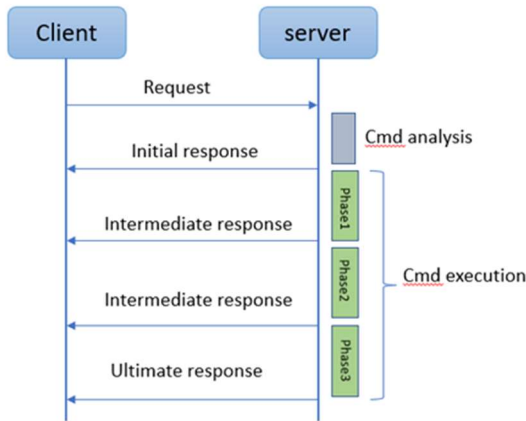 Client
server
Request
Cmd analysis
Initial response
Phase1
Intermediate response
Phase2
Cmd execution
Intermediate response
Phase3
Ultimate response